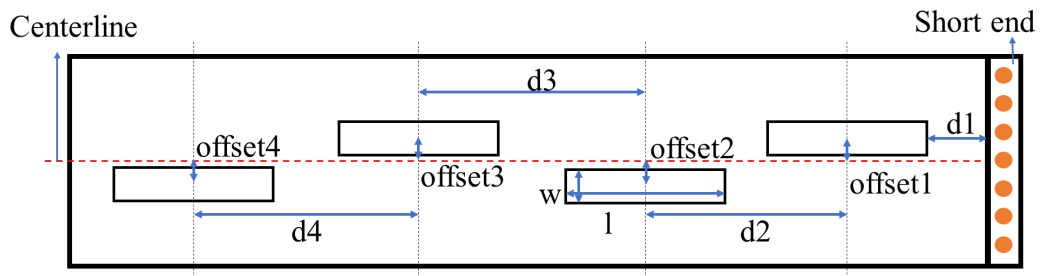 Centerline
Short end
d3
d1
offset4
offset2
offset3
offset1
w
l
d4
d2